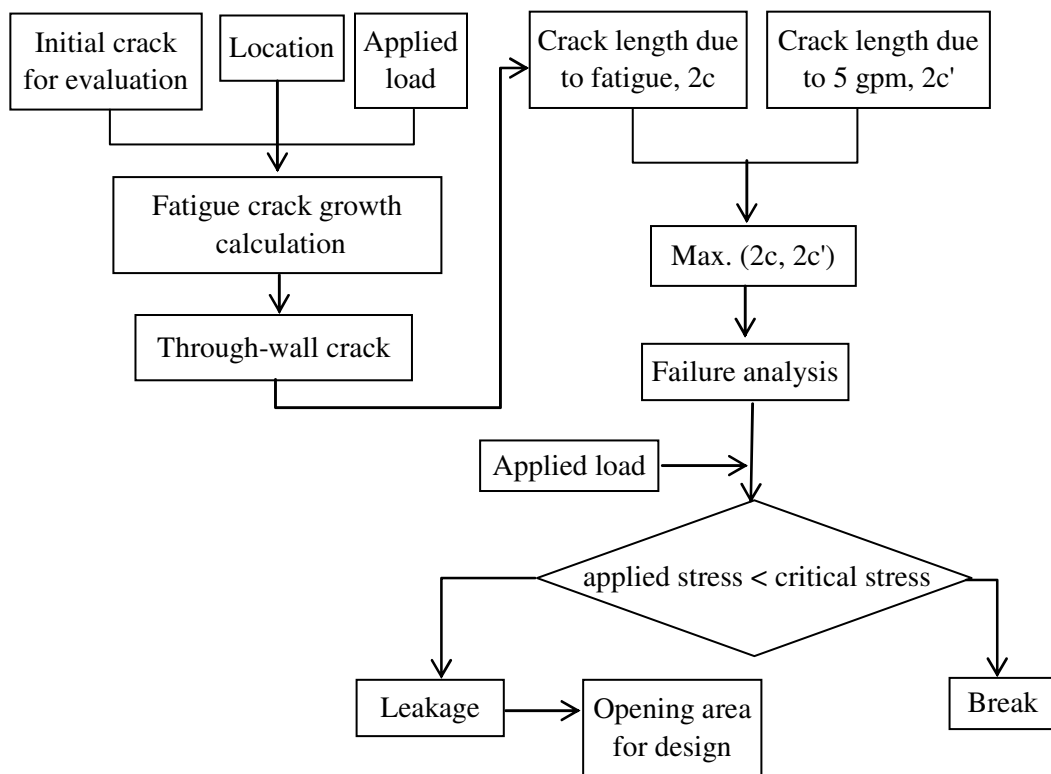 Initial crack
for evaluation
Location
Applied
load
Crack length due
to fatigue, 2c
Crack length due
to 5 gpm, 2c'
Fatigue crack growth
calculation
Max. (2c, 2c')
Through-wall crack
Failure analysis
Applied load
applied stress < critical stress
Leakage
Opening area
for design
Break